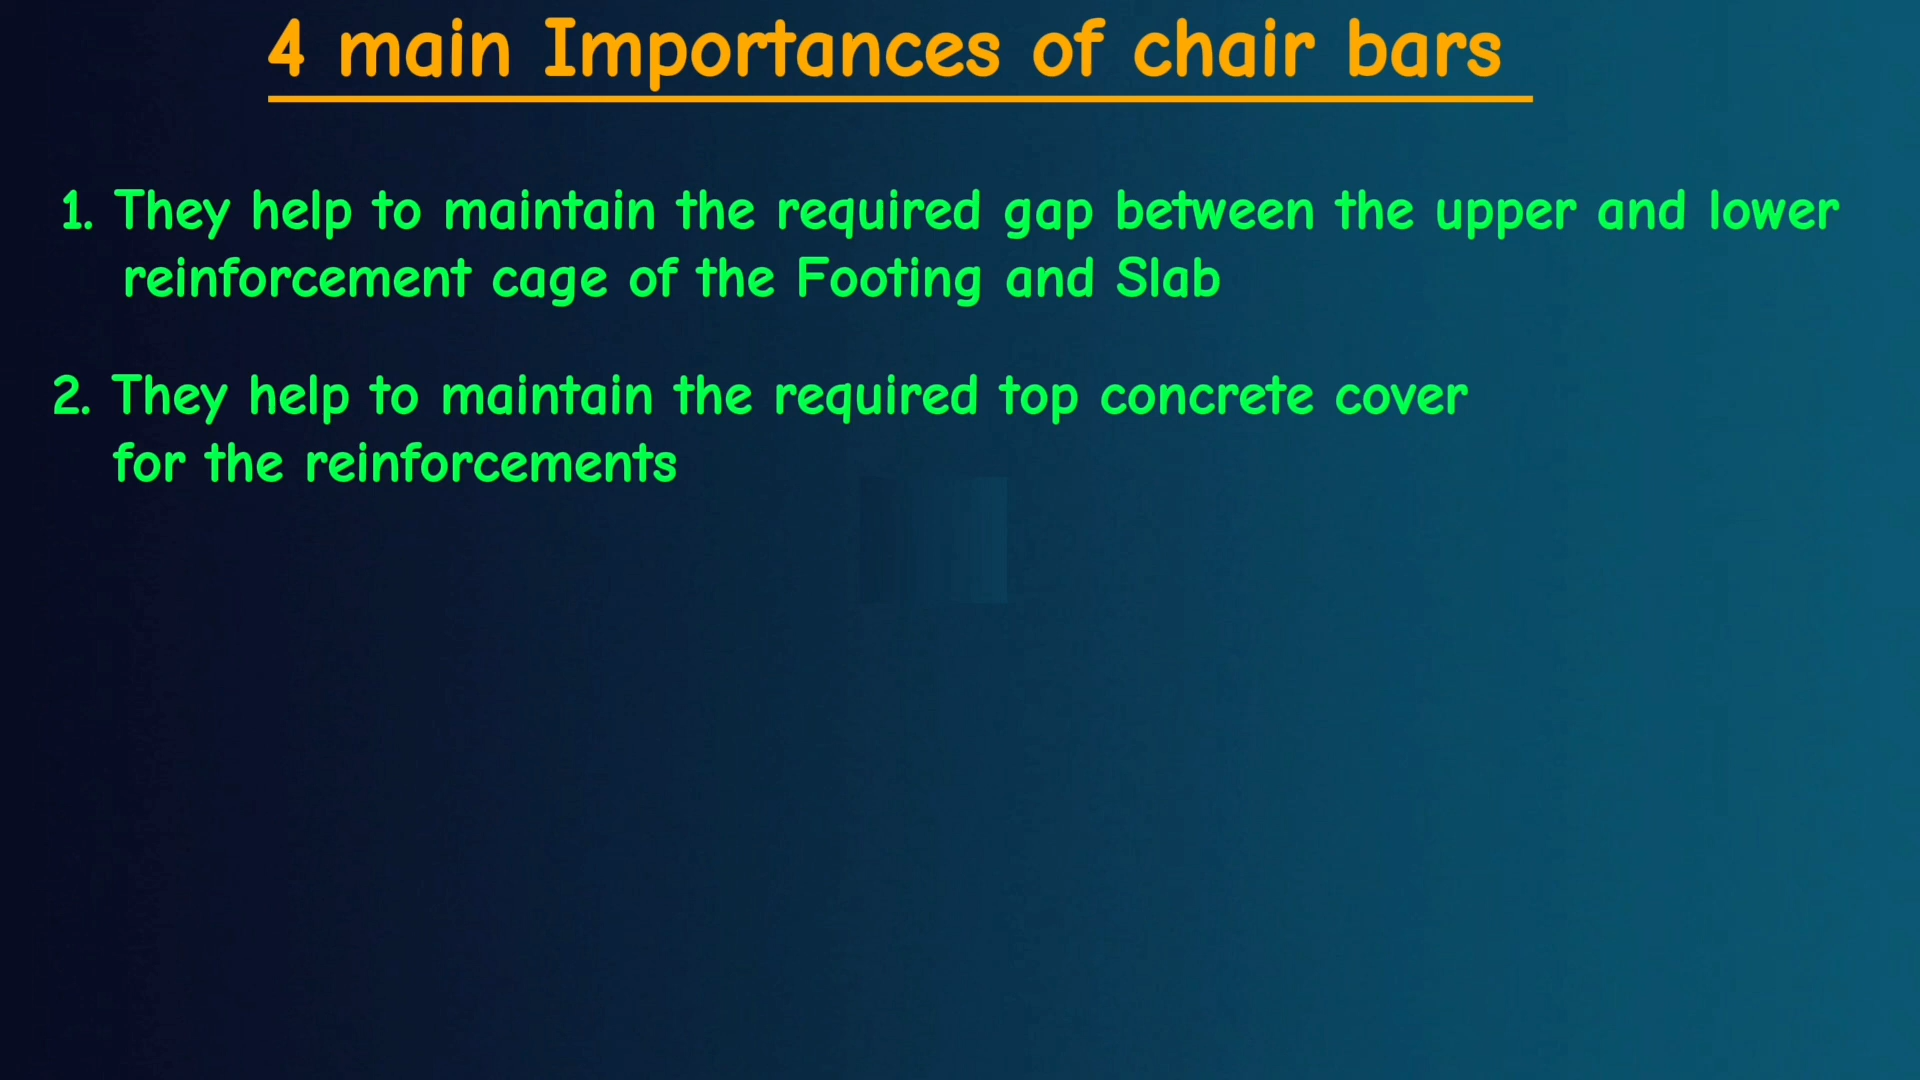 4 main Importances of chair bars
1. They help to maintain the required gap between the upper and lower
reinforcement cage of the Footing and Slab
2. They help to maintain the required top concrete cover
for the reinforcements